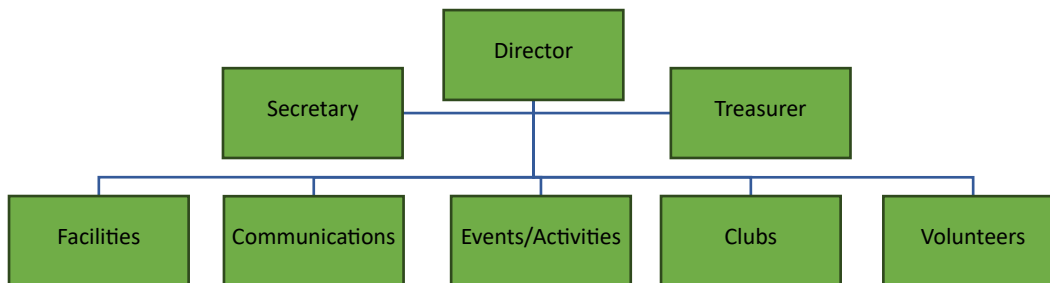 Director
Secretary
Treasurer
Facilities
Communications
Events/Activities
Clubs
Volunteers